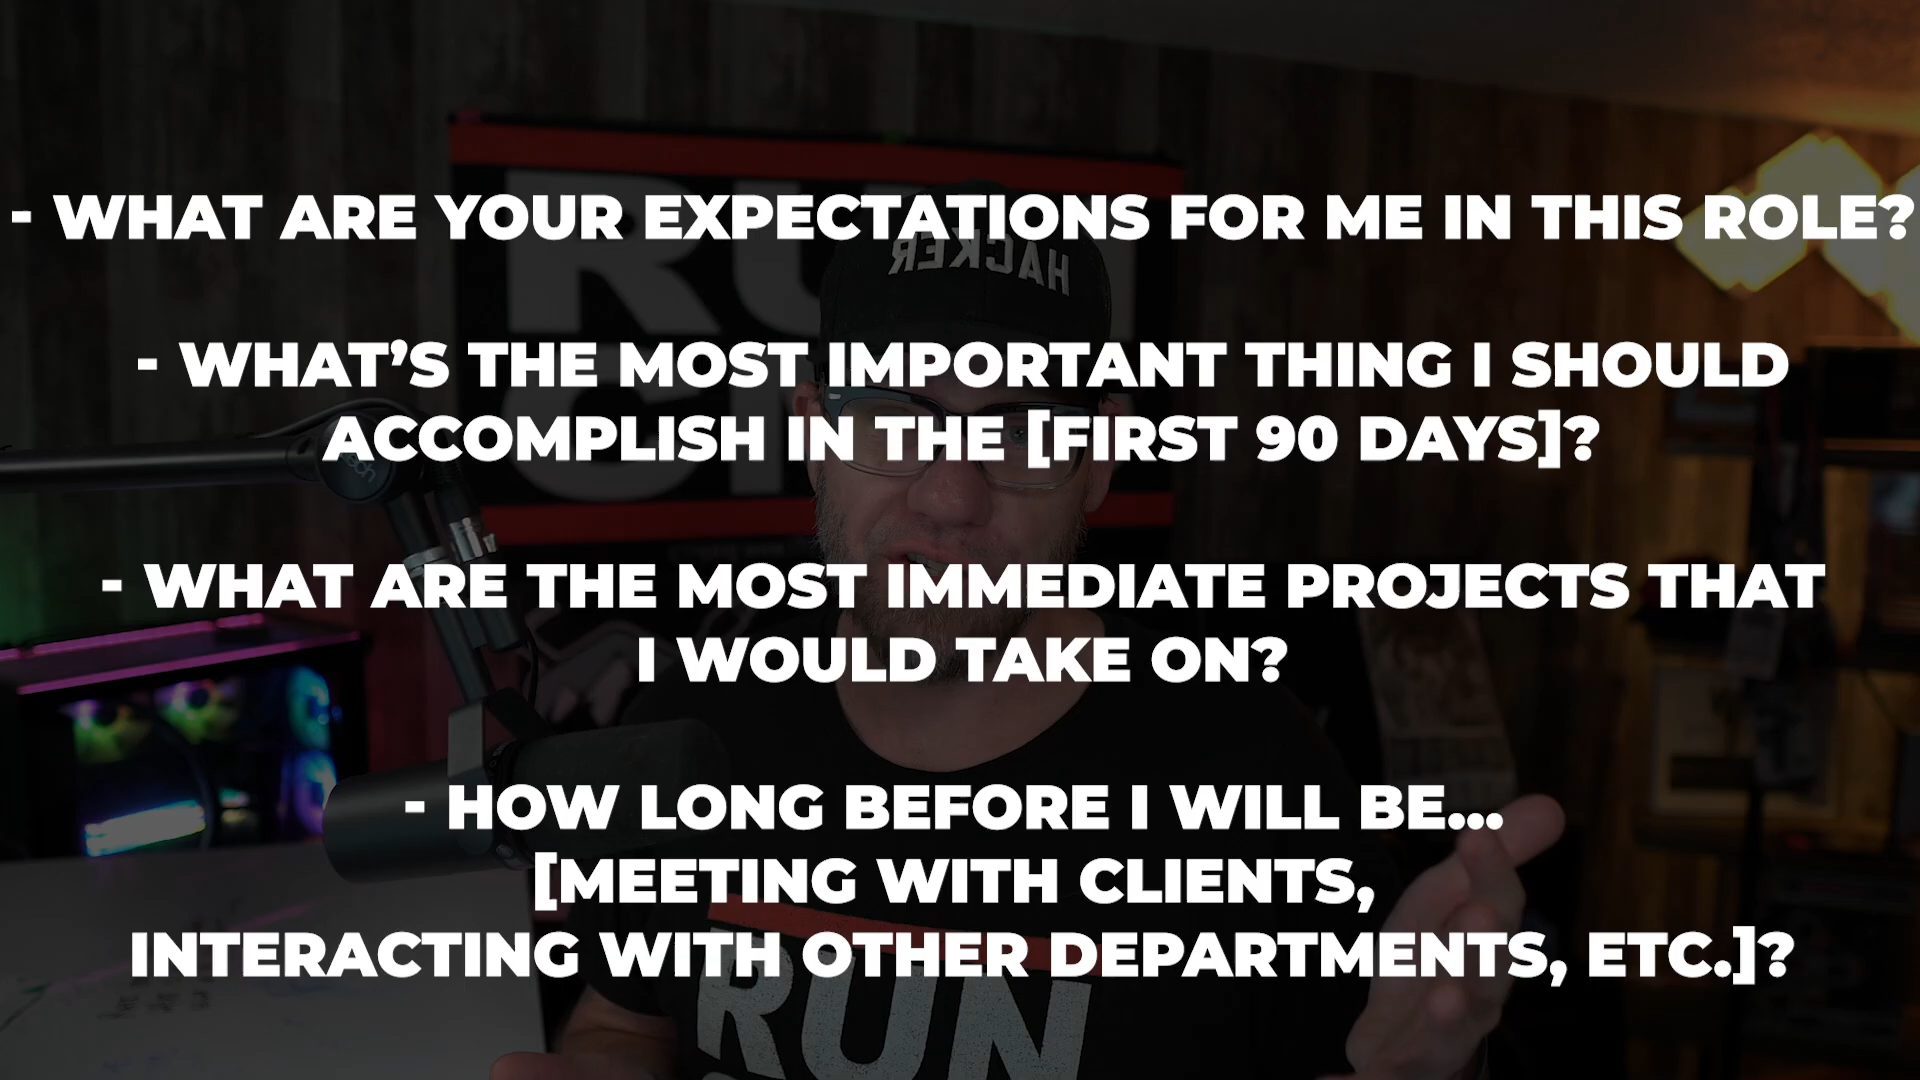 - WHAT ARE YOUR EXPECTATIONS FOR ME IN THIS ROLE?
- WHAT’S THE MOST IMPORTANT THING I SHOULD
ACCOMPLISH IN THE [FIRST 90 DAYS]?
- WHAT ARE THE MOST IMMEDIATE PROJECTS THAT
I WOULD TAKE ON?
- HOW LONG BEFORE I WILL BE...
[MEETING WITH CLIENTS,
INTERACTING WITH OTHER DEPARTMENTS, ETC.]?
HACKER
RUN